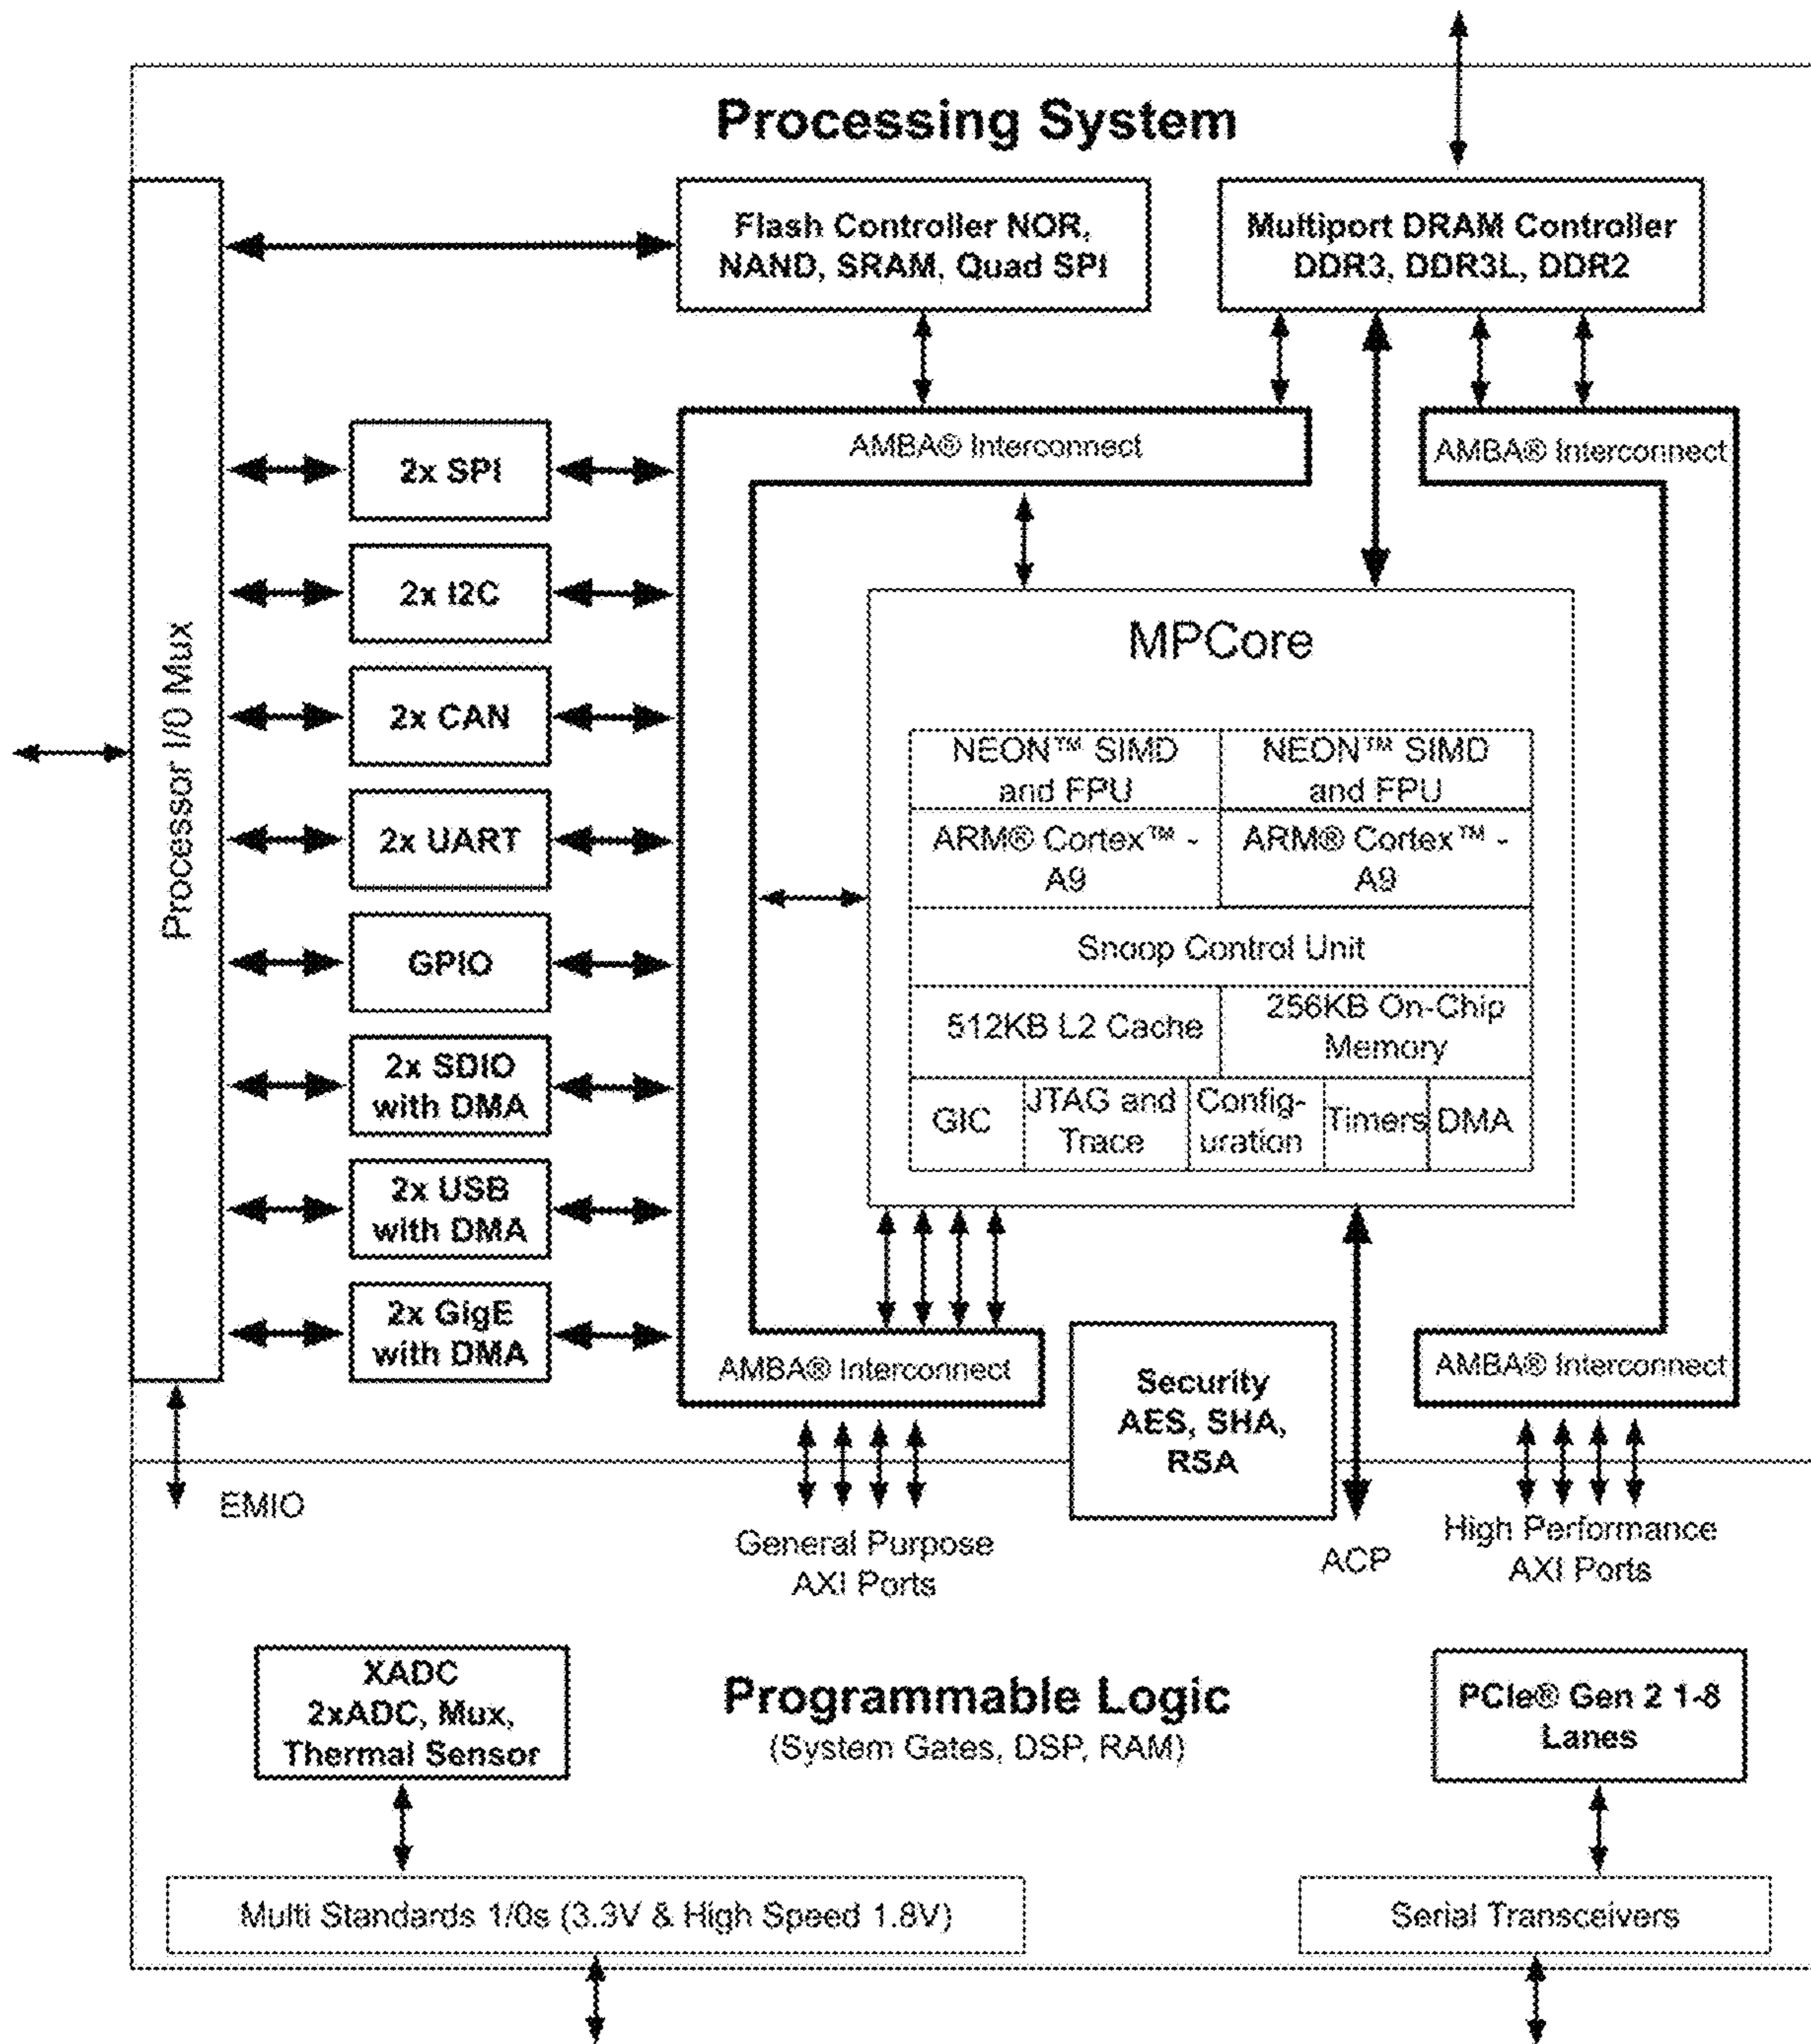 Processing System
Flash Controller NOR,
NAND, SRAM, Quad SPI
Multiport DRAM Controller
DDR3, DDR3L, DDR2
Processor I/0 Mux
2x SPI
2x I2C
2x CAN
2x UART
GPIO
2x SDIO
with DMA
2x USB
with DMA
2x GigE
with DMA
AMBA® Interconnect
AMBA® Interconnect
MPCore
NEON™ SIMD
and FPU
NEON™ SIMD
and FPU
ARM® Cortex™ -
A9
ARM® Cortex™ -
A9
Snoop Control Unit
512KB L2 Cache
256KB On-Chip
Memory
GIC
JTAG and
Trace
Config-
uration
Timers
DMA
AMBA® Interconnect
Security
AES, SHA,
RSA
AMBA® Interconnect
EMIO
General Purpose
AXI Ports
ACP
High Performance
AXI Ports
XADC
2xADC, Mux,
Thermal Sensor
Programmable Logic
(System Gates, DSP, RAM)
PCIe® Gen 2 1-8
Lanes
Multi Standards 1/0s (3.3V & High Speed 1.8V)
Serial Transceivers